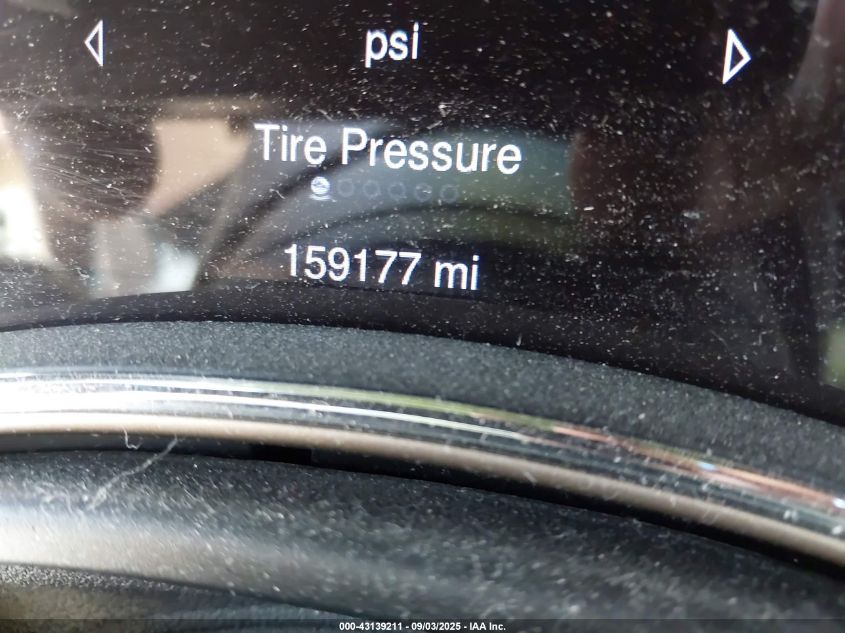 psi
Tire Pressure
159177 mi
000-43139211 - 09/03/2025 - IAA Inc.